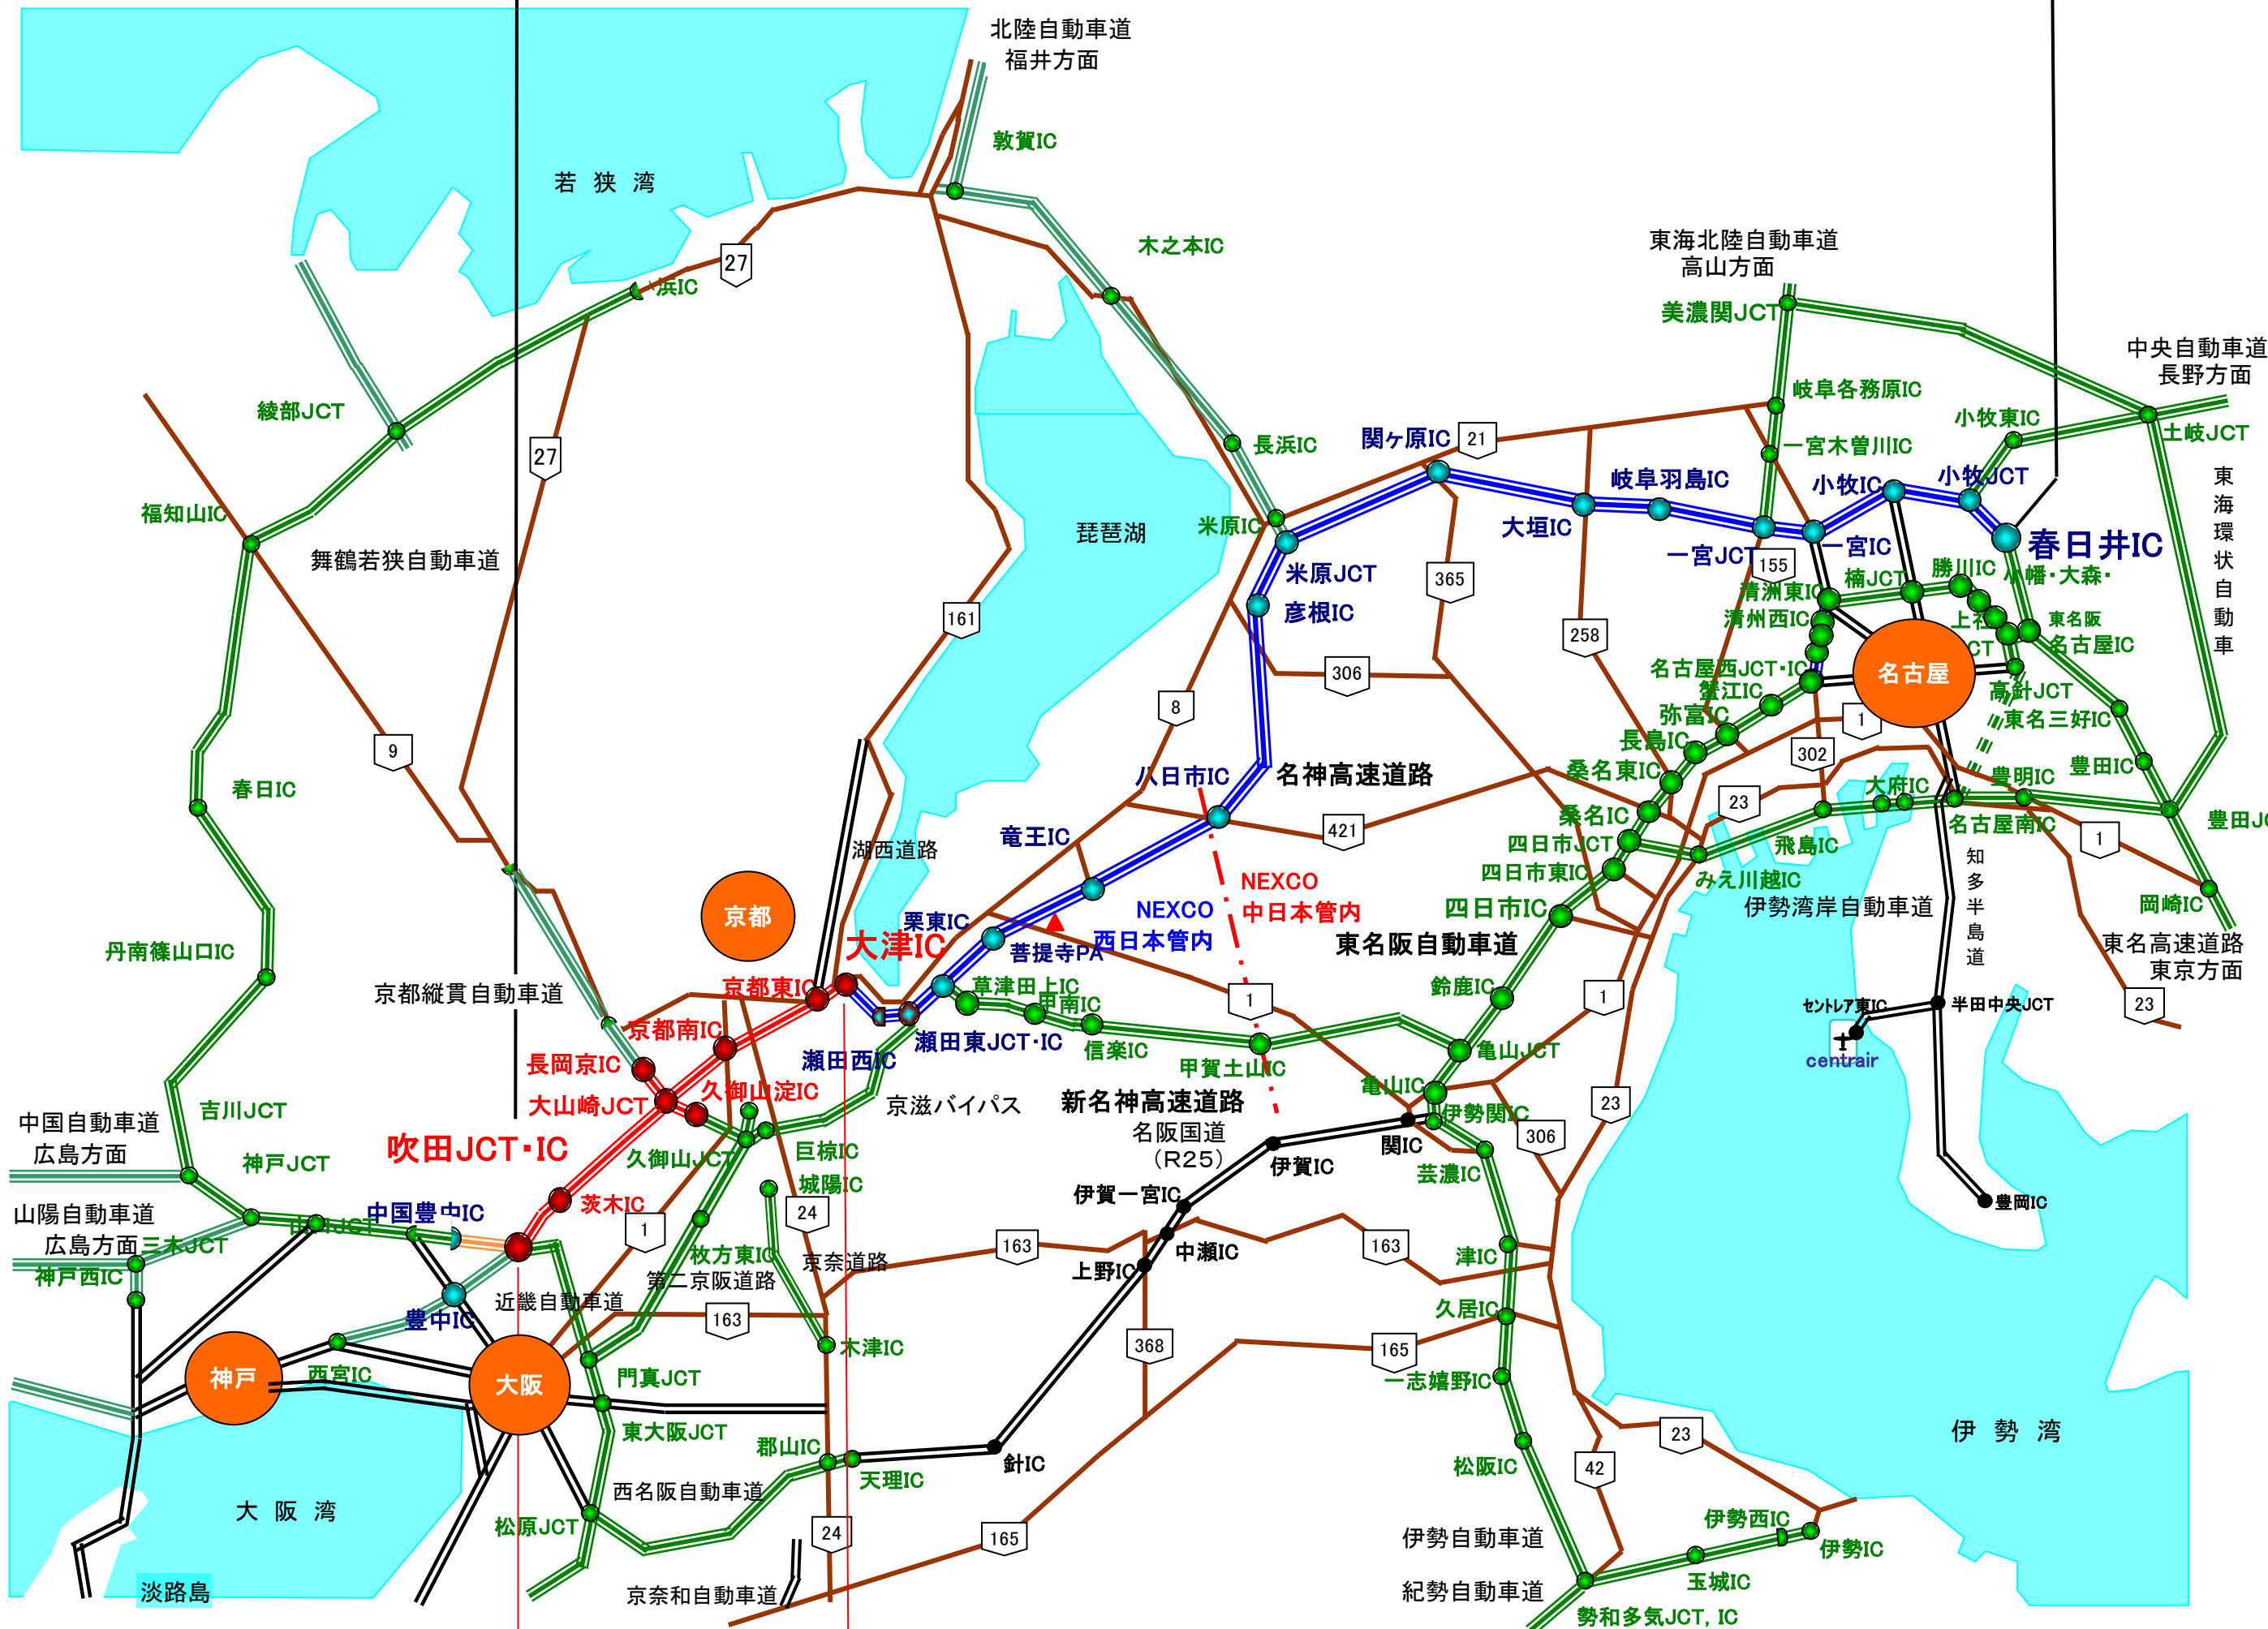 北陸自動車道
福井方面
敦賀IC
若 狭 湾
木之本IC
27
浜IC
東海北陸自動車道
高山方面
美濃関JCT
中央自動車道
長野方面
綾部JCT
岐阜各務原IC
小牧東IC
土岐JCT
一宮木曽川IC
長浜IC
関ヶ原IC
21
27
岐阜羽島IC
小牧IC
小牧JCT
東海環状自動車
福知山IC
米原IC
琵琶湖
大垣IC
一宮JCT
一宮IC
春日井IC
舞鶴若狭自動車道
米原JCT
365
155
楠JCT
勝川IC
小幡・大森・
清洲東IC
彦根IC
161
清州西IC
上社
JCT
東名阪
名古屋IC
258
306
名古屋西JCT・IC
名古屋
蟹江IC
高針JCT
8
弥富IC
1
東名三好IC
9
長島IC
302
桑名東IC
八日市IC
名神高速道路
豊田IC
豊明IC
大府IC
春日IC
23
桑名IC
名古屋南IC
豊田JC
421
竜王IC
四日市JCT
飛島IC
1
湖西道路
四日市東IC
みえ川越IC
知多半島道
NEXCO
中日本管内
NEXCO
西日本管内
京都
栗東IC
四日市IC
伊勢湾岸自動車道
岡崎IC
大津IC
菩提寺PA
東名阪自動車道
東名高速道路
東京方面
丹南篠山口IC
京都東IC
草津田上IC
鈴鹿IC
京都縦貫自動車道
甲南IC
1
1
セントレア東IC
半田中央JCT
23
京都南IC
瀬田東JCT・IC
信楽IC
亀山JCT
centrair
長岡京IC
瀬田西IC
甲賀土山IC
久御山淀IC
亀山IC
吉川JCT
大山崎JCT
京滋バイパス
新名神高速道路
23
中国自動車道
広島方面
名阪国道
（R25）
伊勢関IC
吹田JCT・IC
関IC
306
神戸JCT
久御山JCT
巨椋IC
伊賀IC
芸濃IC
城陽IC
伊賀一宮IC
豊岡IC
茨木IC
中国豊中IC
山陽自動車道
広島方面
山口JCT
24
1
三木JCT
枚方東IC
京奈道路
163
中瀬IC
163
津IC
神戸西IC
第二京阪道路
上野IC
近畿自動車道
豊中IC
163
久居IC
木津IC
368
165
神戸
西宮IC
大阪
門真JCT
一志嬉野IC
東大阪JCT
郡山IC
針IC
23
伊 勢 湾
天理IC
松阪IC
42
西名阪自動車道
大 阪 湾
松原JCT
24
165
伊勢西IC
伊勢自動車道
伊勢IC
淡路島
京奈和自動車道
紀勢自動車道
玉城IC
勢和多気JCT, IC